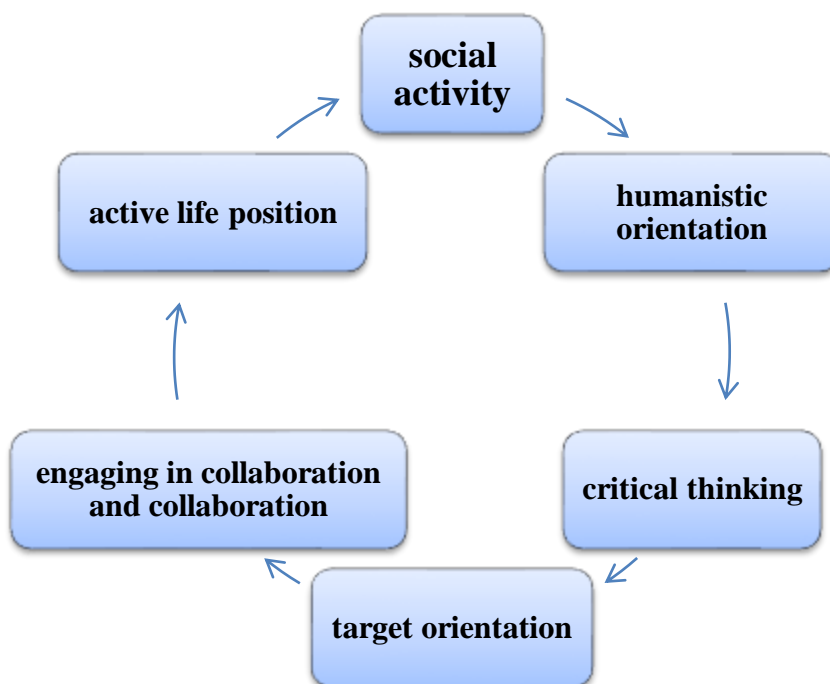 social
activity
humanistic
orientation
critical thinking
target orientation
engaging in collaboration
and collaboration
active life position